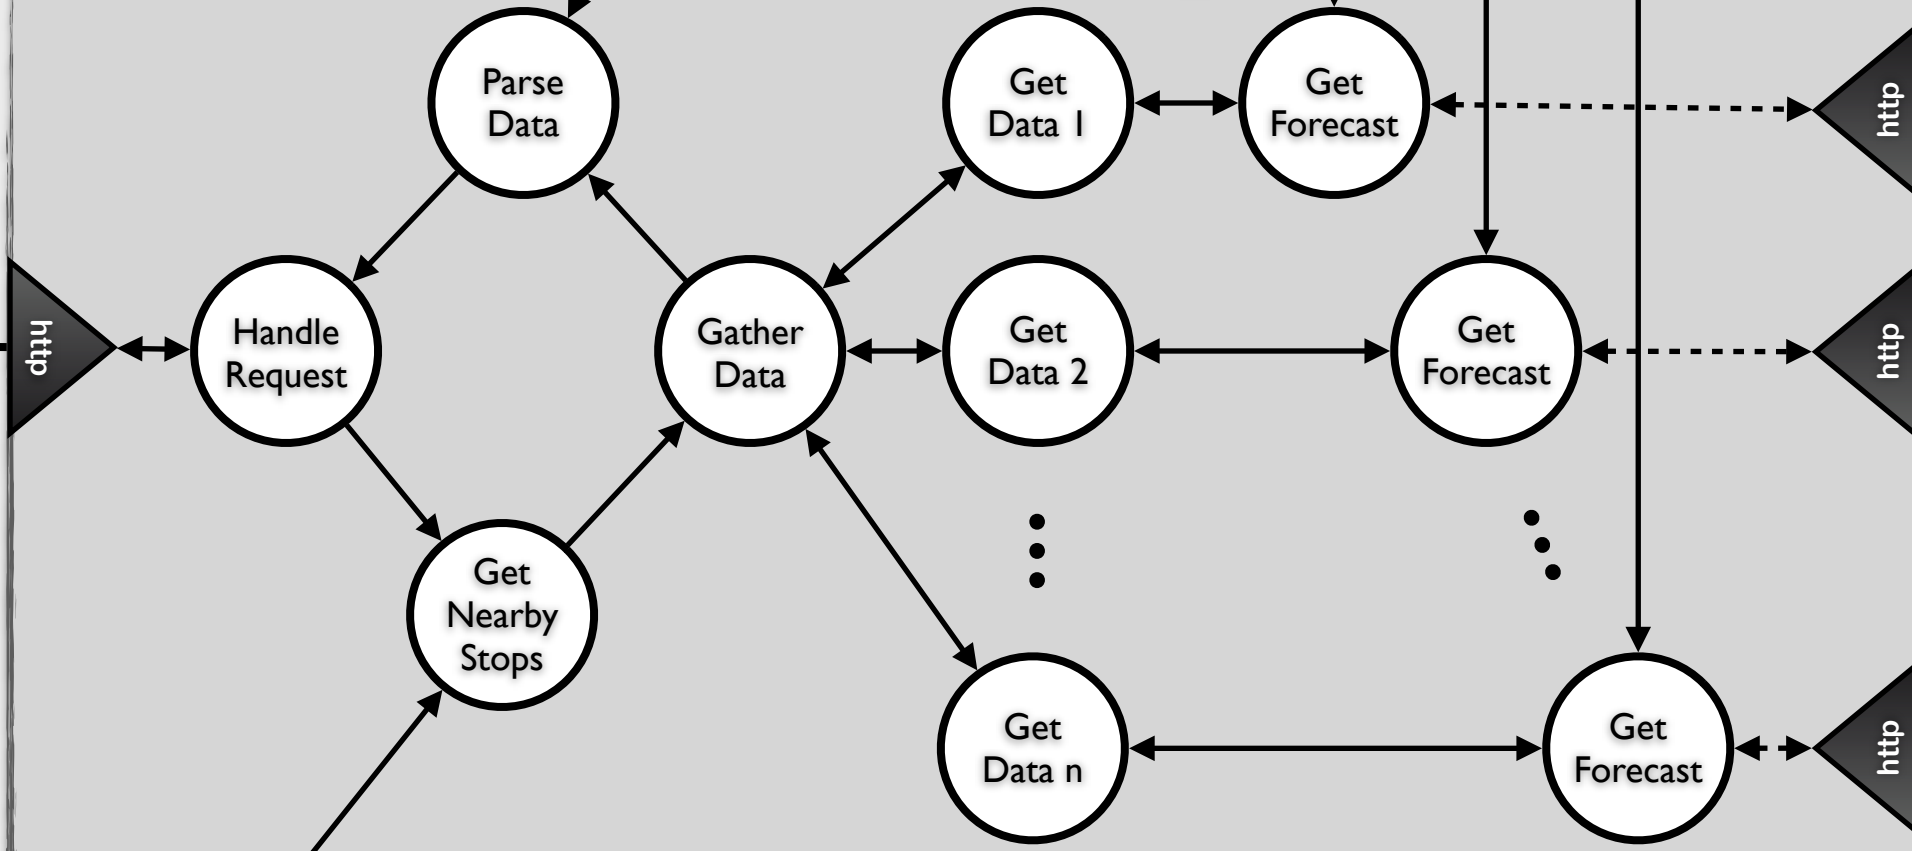 Parse
Data
Get
Data 1
Get
Forecast
http
http
Handle
Request
Gather
Data
Get
Data 2
Get
Forecast
http
Get
Nearby
Stops
Get
Data n
Get
Forecast
http